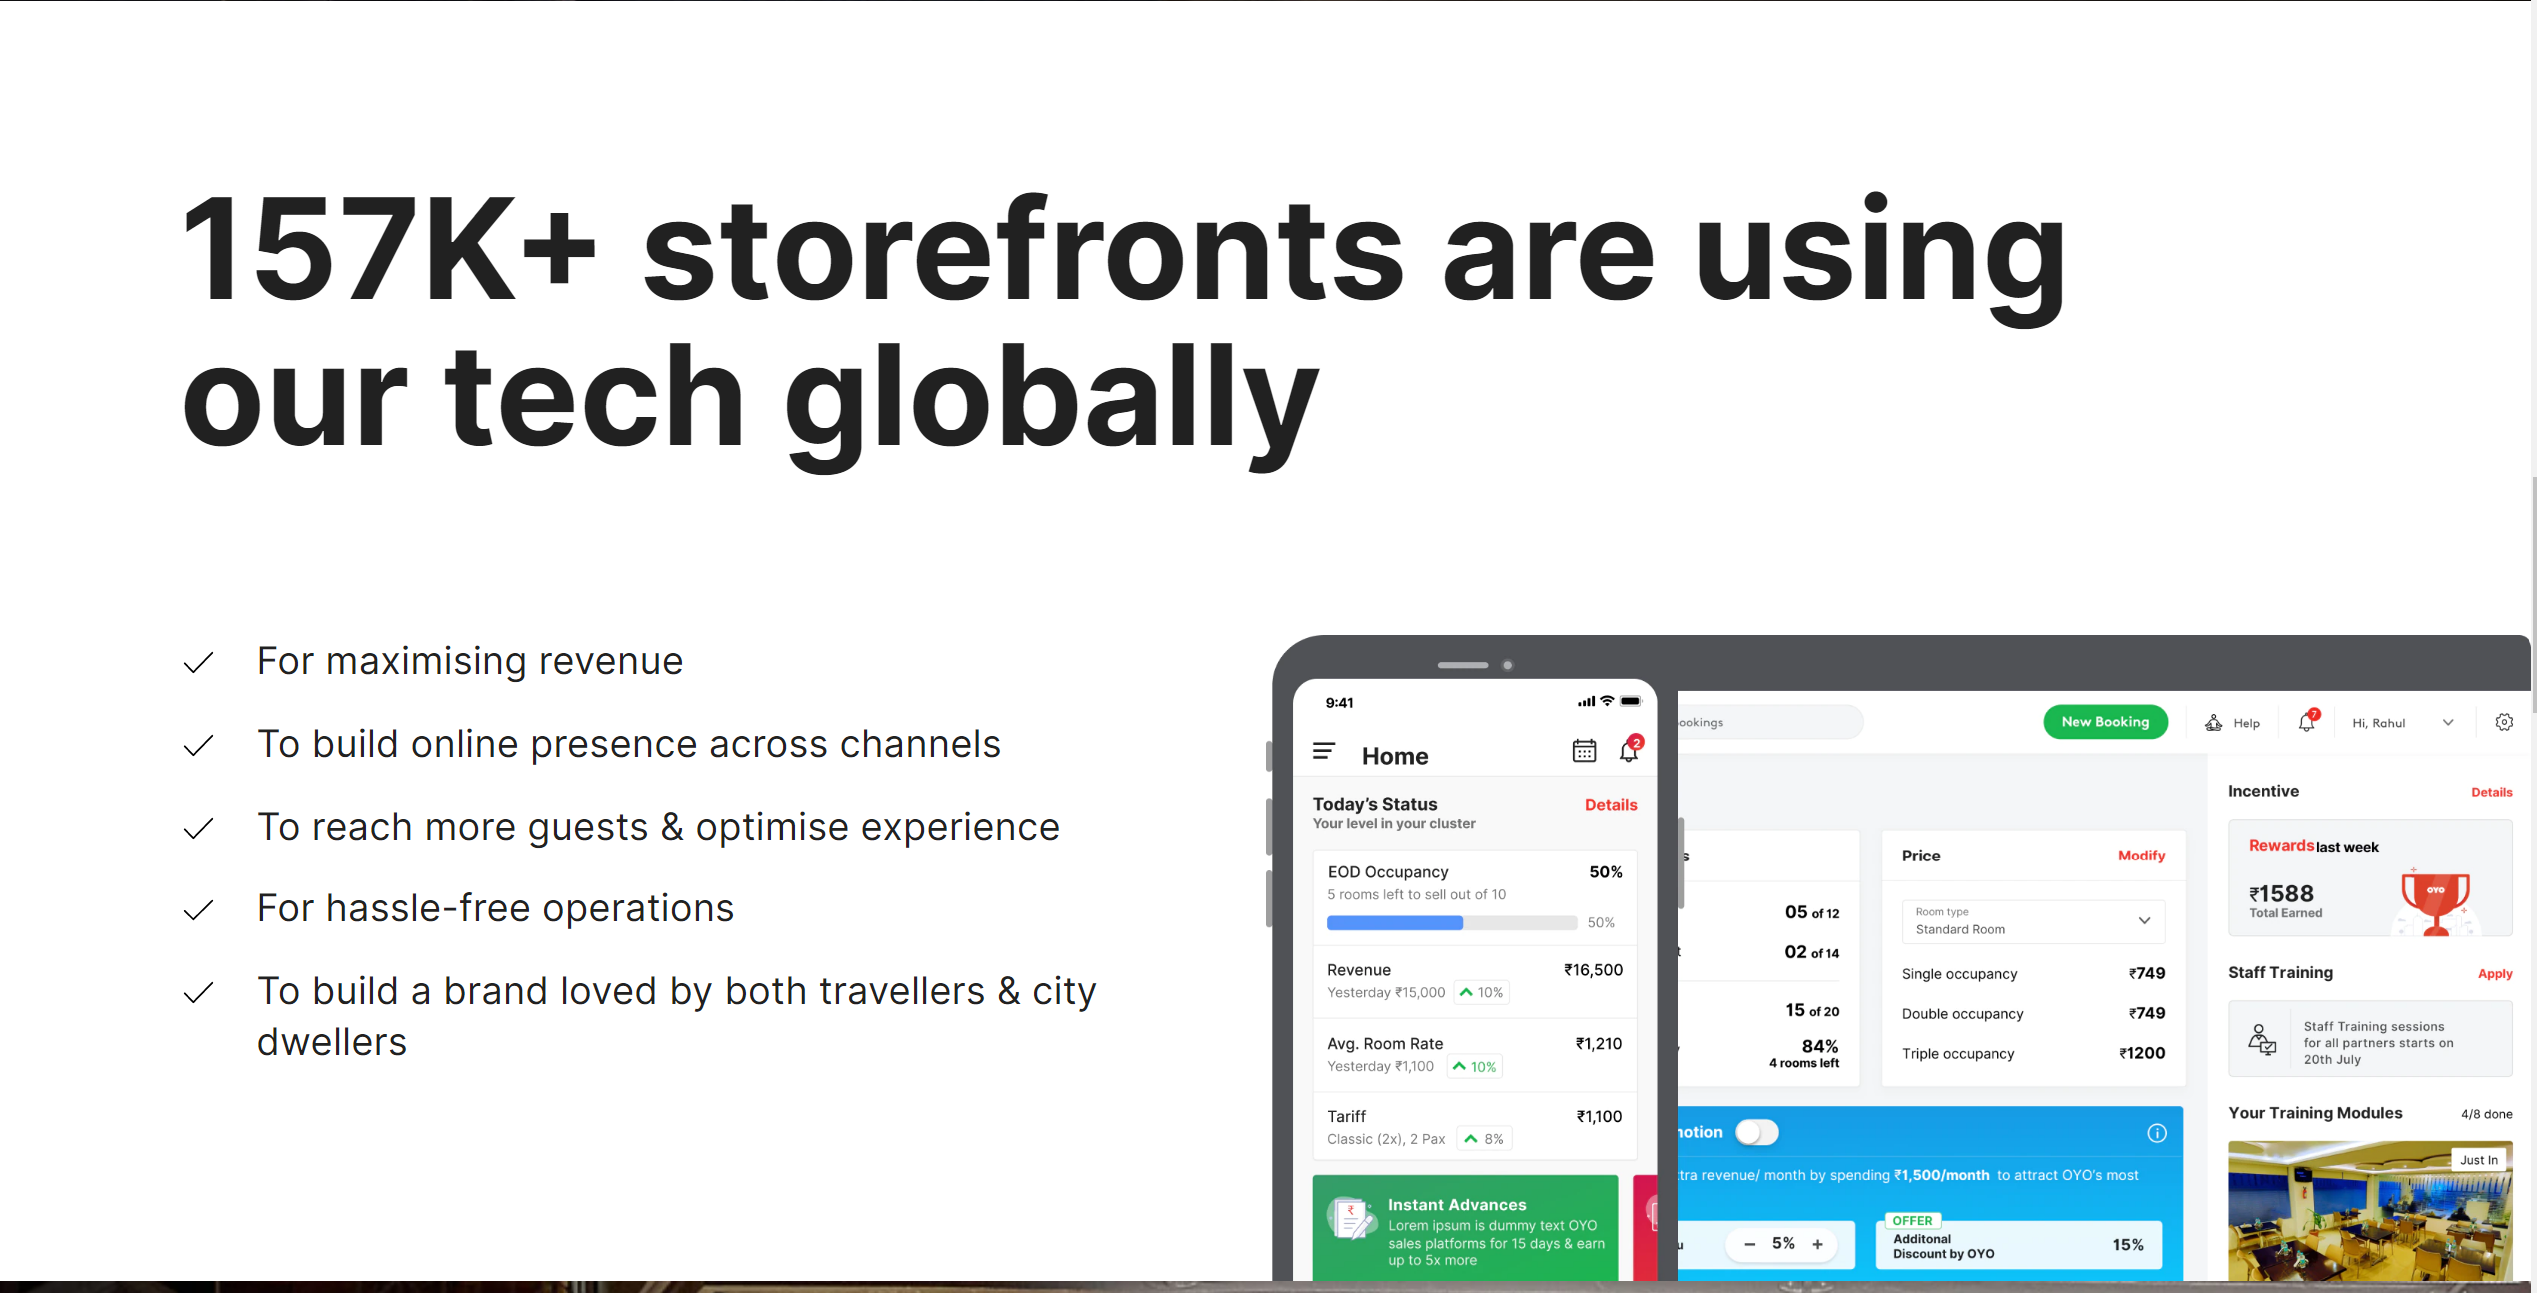 157K+ storefronts are using
our tech globally
For maximising revenue
To build online presence across channels
To reach more guests & optimise experience
For hassle-free operations
To build a brand loved by both travellers & city
dwellers
9:41
Home
2
Today's Status
Details
Your level in your cluster
EOD Occupancy
50%
5 rooms left to sell out of 10
50%
Revenue
₹16,500
Yesterday ₹15,000
10%
Avg. Room Rate
₹1,210
Yesterday ₹1,100
10%
Tariff
₹1,100
Classic (2x), 2 Pax
8%
Instant Advances
Lorem ipsum is dummy text OYO
sales platforms for 15 days & earn
up to 5x more
ookings
New Booking
Help
7
Hi, Rahul
05 of 12
02 of 14
15 of 20
84%
4 rooms left
Price
Modify
Room type
Standard Room
Single occupancy
₹749
Double occupancy
₹749
Triple occupancy
₹1200
otion
tra revenue/ month by spending ₹1,500/month to attract OYO's most
5%
OFFER
Additonal
Discount by OYO
15%
Incentive
Details
Rewards last week
₹1588
Total Earned
OYO
Staff Training
Apply
Staff Training sessions
for all partners starts on
20th July
Your Training Modules
4/8 done
Just In